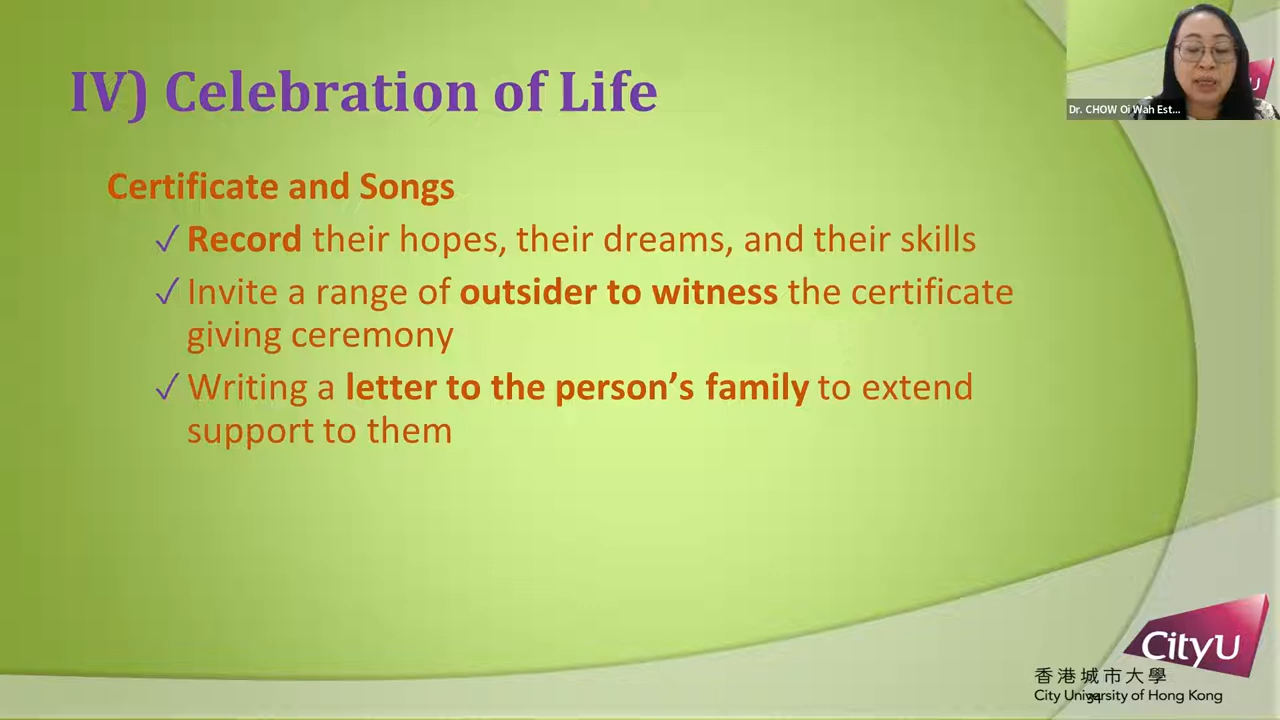 IV) Celebration of Life
Dr. CHOW Oi Wah Est...
Certificate and Songs
✓ Record their hopes, their dreams, and their skills
✓ Invite a range of outsider to witness the certificate
giving ceremony
✓ Writing a letter to the person's family to extend
support to them
CityU
香港城市大學
City University of Hong Kong